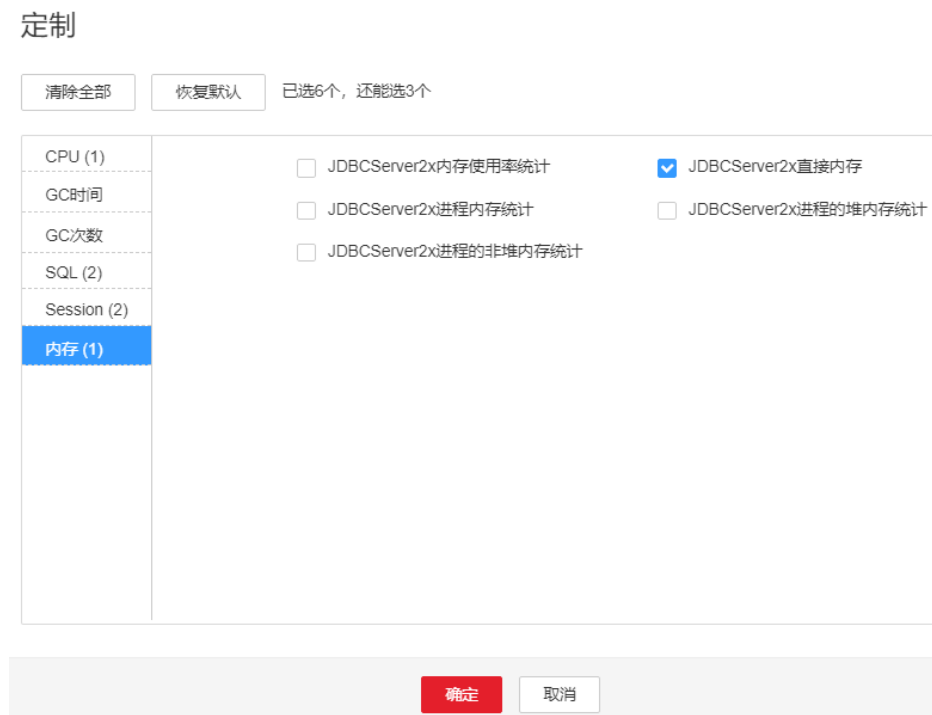 定制
清除全部 恢复默认 已选6个，还能选3个
CPU (1)
GC时间
GC次数
SQL (2)
Session (2)
内存 (1)
JDBCServer2x内存使用率统计 JDBCServer2x直接内存
JDBCServer2x进程内存统计 JDBCServer2x进程的堆内存统计
JDBCServer2x进程的非堆内存统计
确定 取消